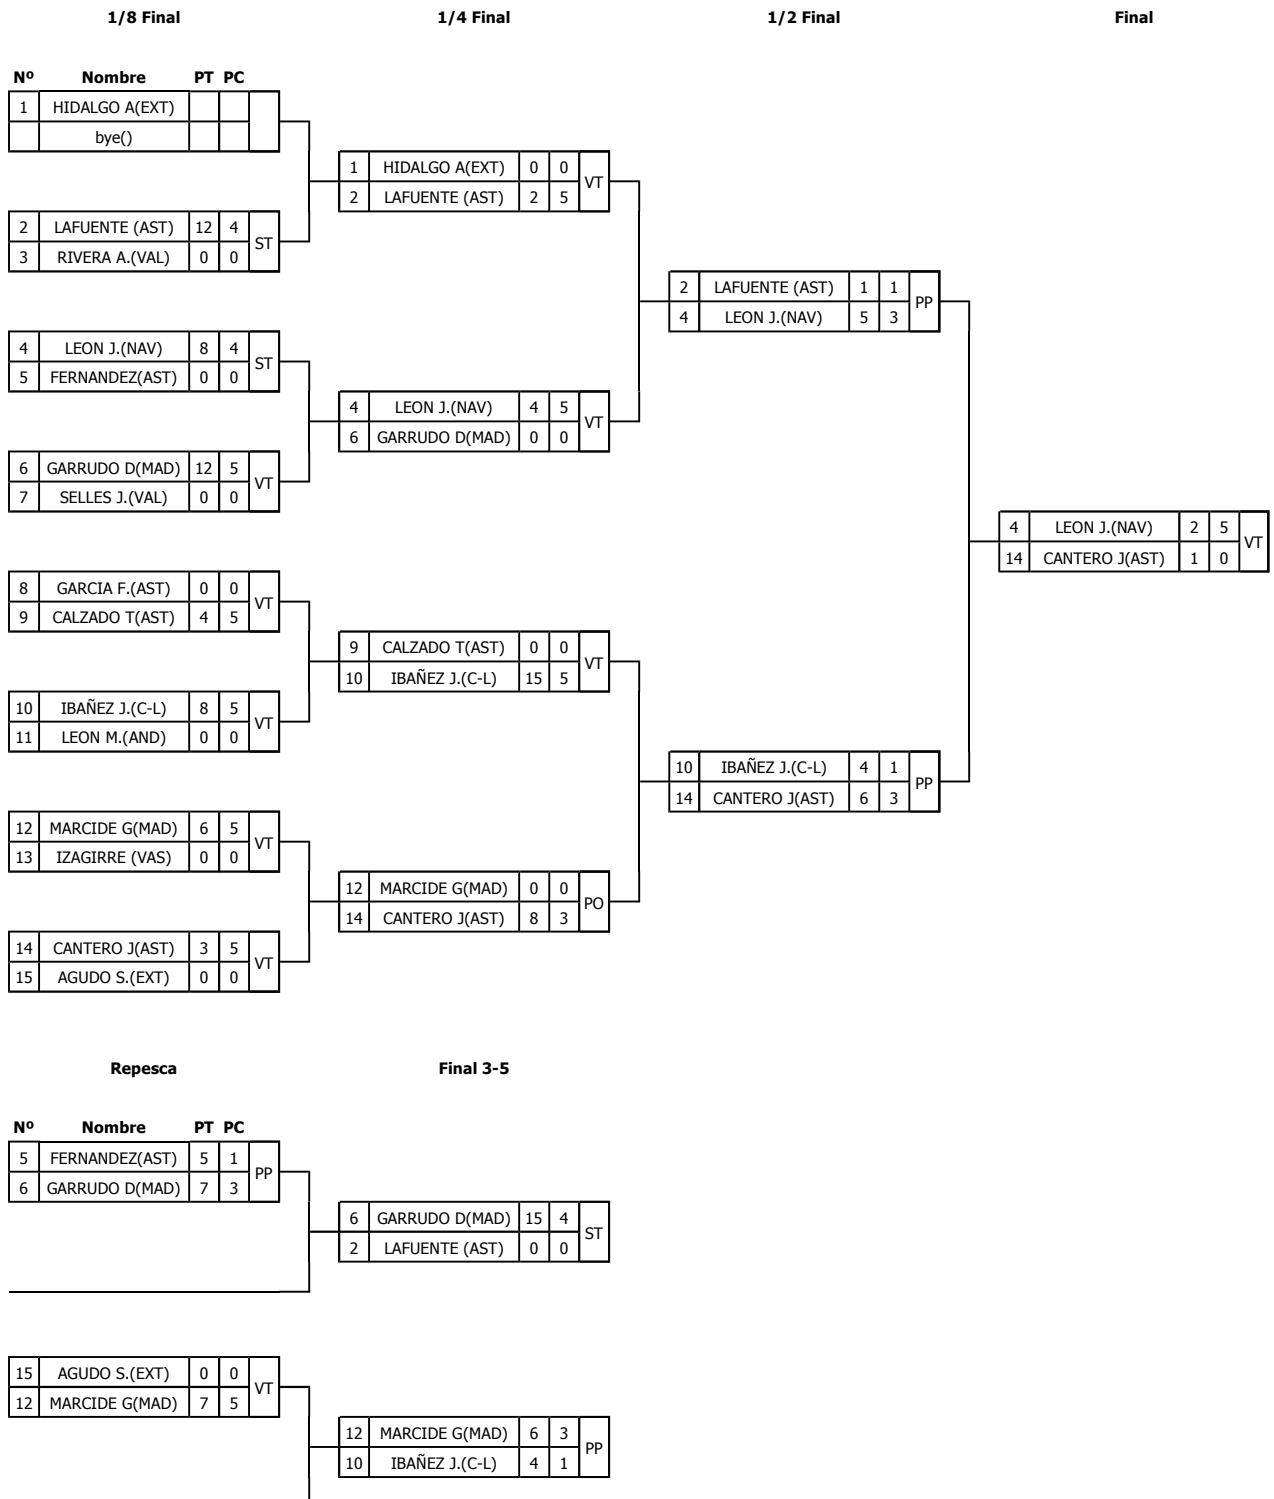 1/8 Final 1/4 Final 1/2 Final Final
Nº Nombre PT PC
1 HIDALGO A(EXT)
bye()
1 HIDALGO A(EXT) 0 0 VT
2 LAFUENTE (AST) 2 5
2 LAFUENTE (AST) 12 4 ST
3 RIVERA A.(VAL) 0 0
2 LAFUENTE (AST) 1 1 PP
4 LEON J.(NAV) 5 3
4 LEON J.(NAV) 8 4 ST
5 FERNANDEZ(AST) 0 0
4 LEON J.(NAV) 4 5 VT
6 GARRUDO D(MAD) 0 0
6 GARRUDO D(MAD) 12 5 VT
7 SELLES J.(VAL) 0 0
4 LEON J.(NAV) 2 5 VT
14 CANTERO J(AST) 1 0
8 GARCIA F.(AST) 0 0 VT
9 CALZADO T(AST) 4 5
9 CALZADO T(AST) 0 0 VT
10 IBAÑEZ J.(C-L) 15 5
10 IBAÑEZ J.(C-L) 8 5 VT
11 LEON M.(AND) 0 0
10 IBAÑEZ J.(C-L) 4 1 PP
14 CANTERO J(AST) 6 3
12 MARCIDE G(MAD) 6 5 VT
13 IZAGIRRE (VAS) 0 0
12 MARCIDE G(MAD) 0 0 PO
14 CANTERO J(AST) 8 3
14 CANTERO J(AST) 3 5 VT
15 AGUDO S.(EXT) 0 0
Repesca Final 3-5
Nº Nombre PT PC
5 FERNANDEZ(AST) 5 1 PP
6 GARRUDO D(MAD) 7 3
6 GARRUDO D(MAD) 15 4 ST
2 LAFUENTE (AST) 0 0
15 AGUDO S.(EXT) 0 0 VT
12 MARCIDE G(MAD) 7 5
12 MARCIDE G(MAD) 6 3 PP
10 IBAÑEZ J.(C-L) 4 1